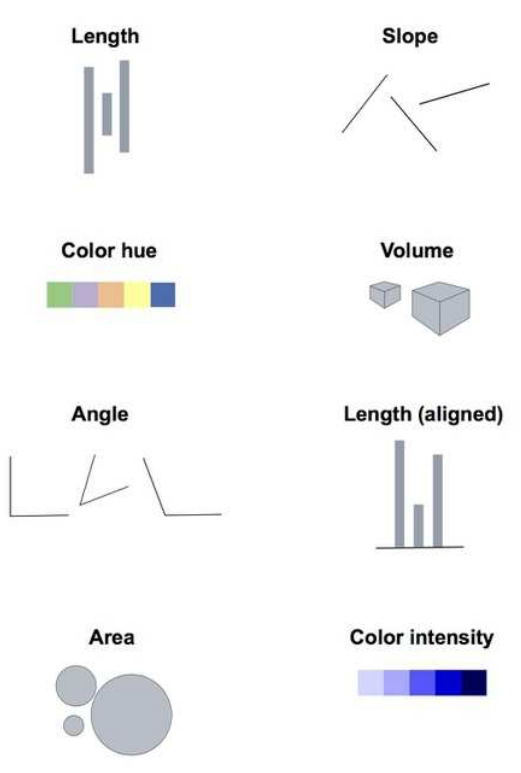 Length
Slope
Color hue
Volume
Angle
Length (aligned)
Area
Color intensity